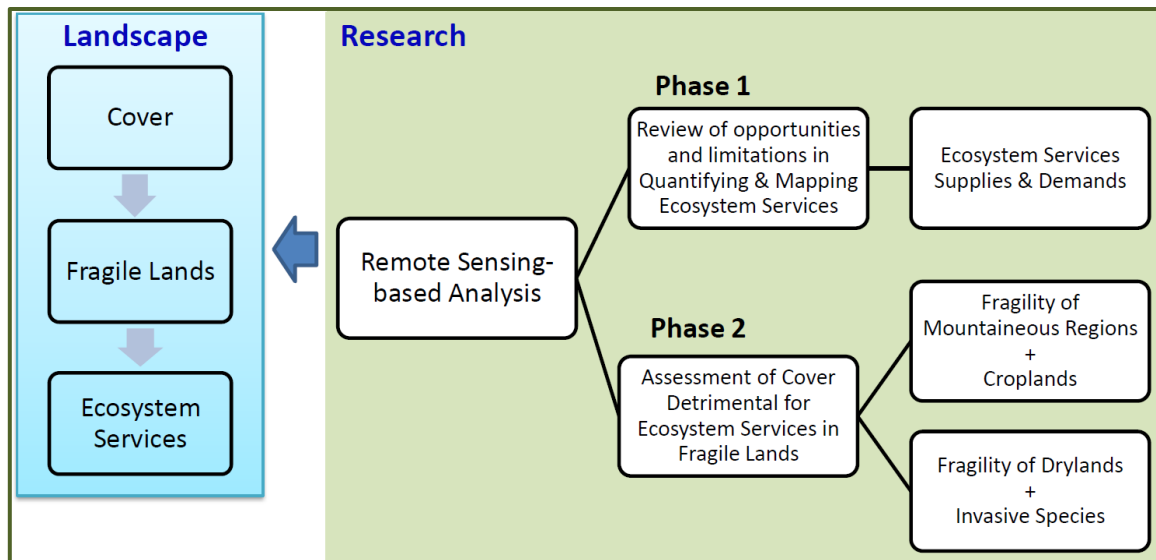 Landscape
Cover
Fragile Lands
Ecosystem
Services
Research
Remote Sensing-
based Analysis
Phase 1
Review of opportunities
and limitations in
Quantifying & Mapping
Ecosystem Services
Ecosystem Services
Supplies & Demands
Phase 2
Assessment of Cover
Detrimental for
Ecosystem Services in
Fragile Lands
Fragility of
Mountaineous Regions
+
Croplands
Fragility of Drylands
+
Invasive Species